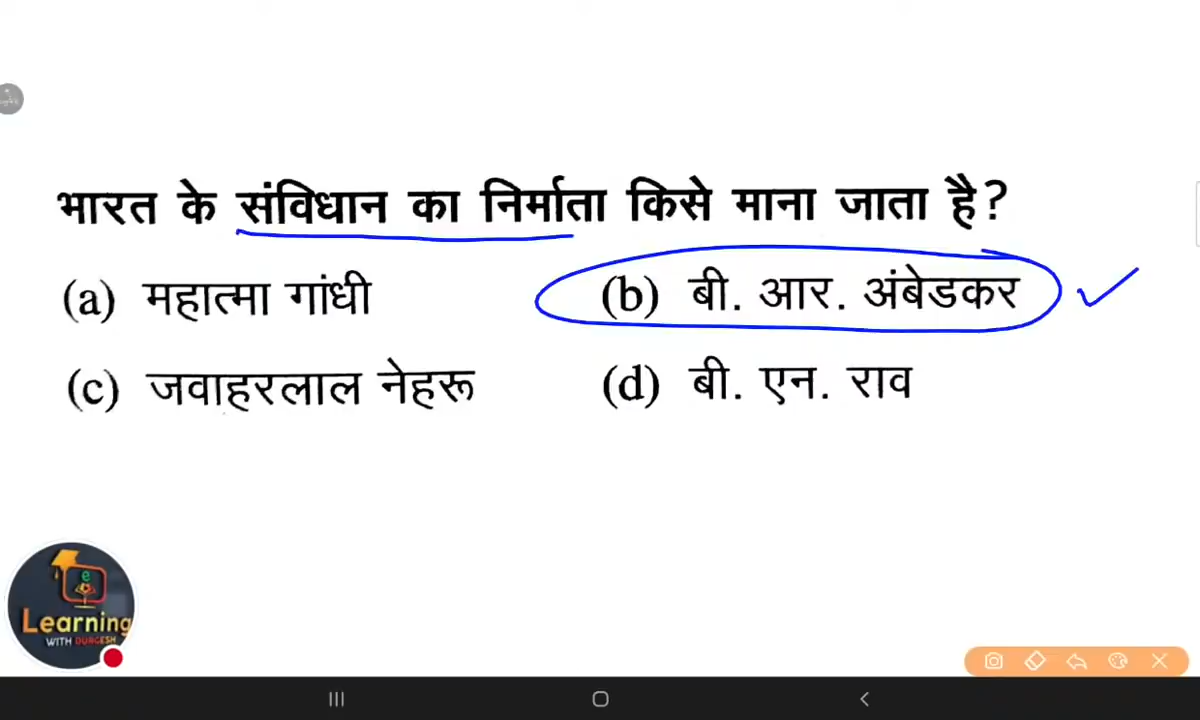 भारत के संविधान का निर्माता किसे माना जाता है?
(a) महात्मा गांधी (b) बी. आर. अंबेडकर
(c) जवाहरलाल नेहरू (d) बी. एन. राव
e
Learning
WITH DURGESH